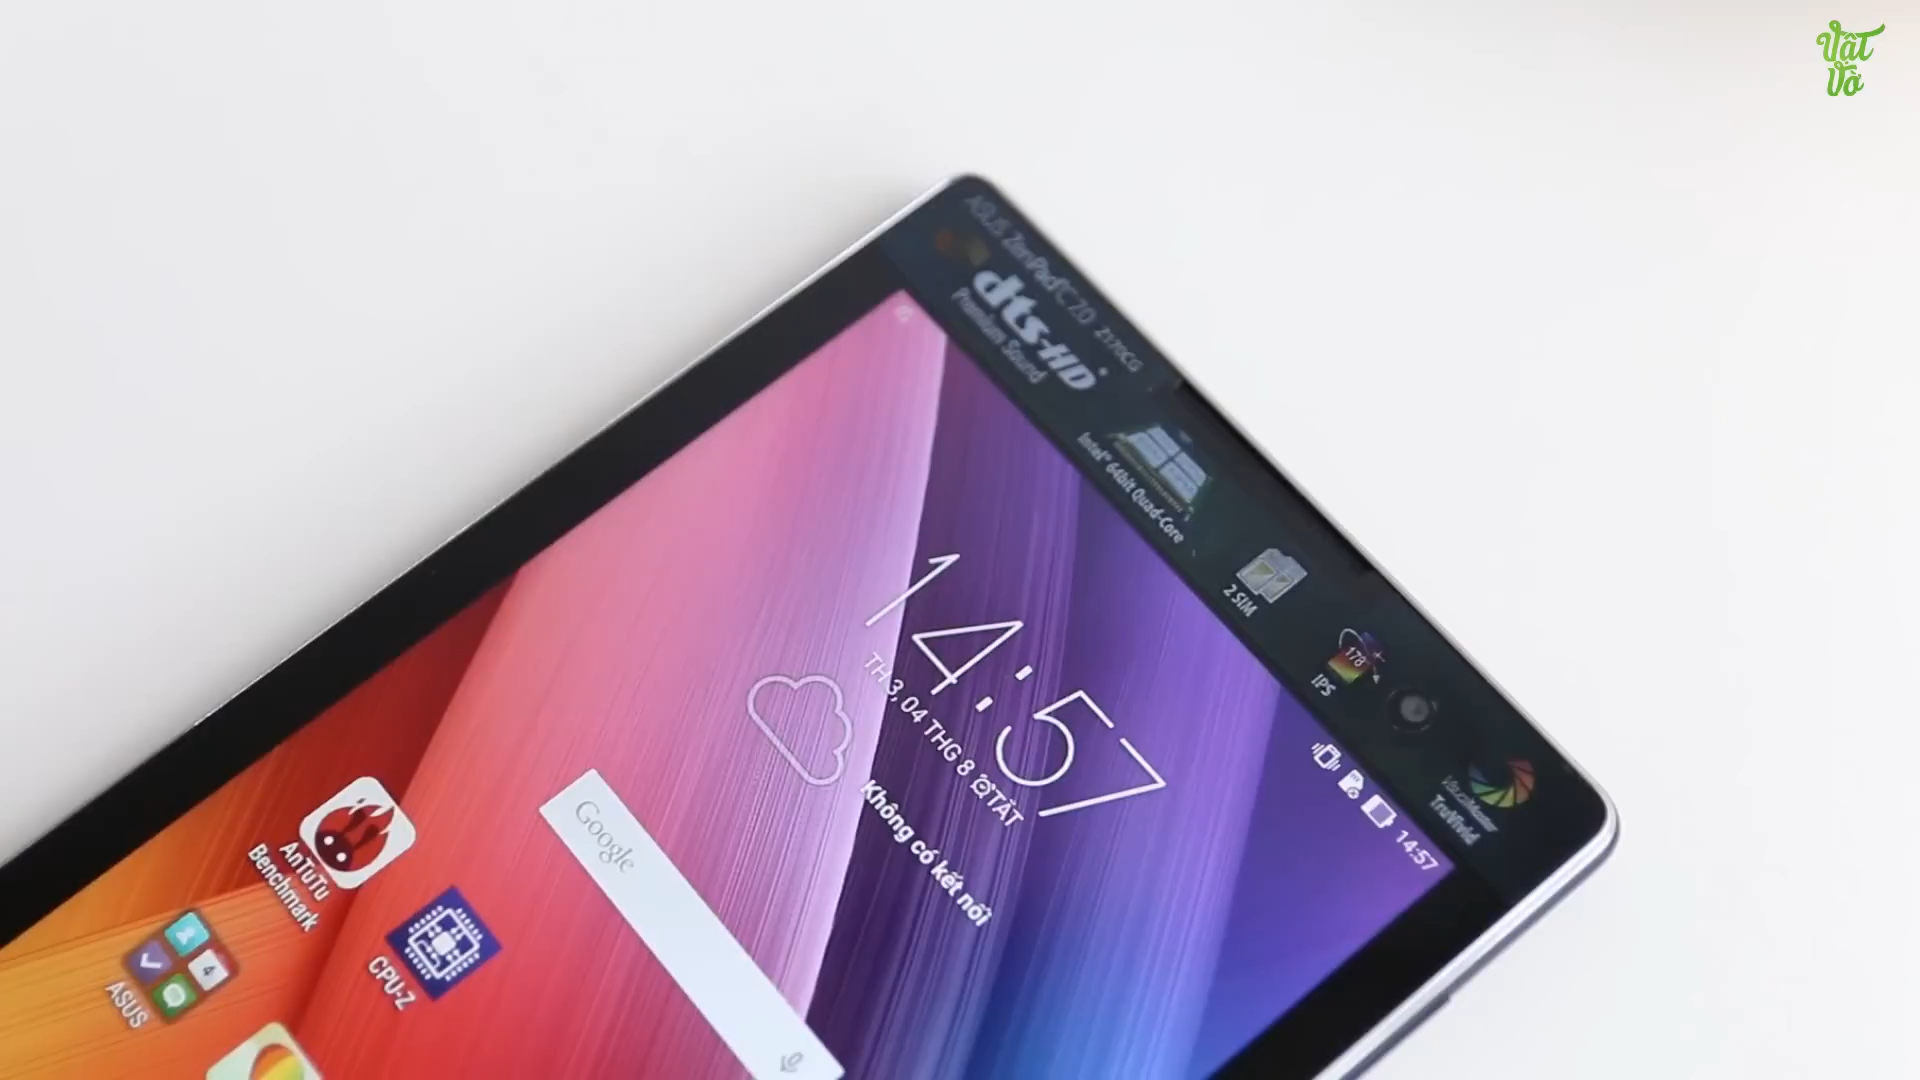 Vật
Vờ
ASUS ZenPad C 7.0 Z170CG
dts-HD
Premium Sound
Intel® 64bit Quad-Core
2 SIM
178
IPS
VisualMaster
TruVivid
14:57
14:57
TH 3, 04 THG 8 TẮT
Không có kết nối
Google
AnTuTu
Benchmark
CPU-Z
4
ASUS